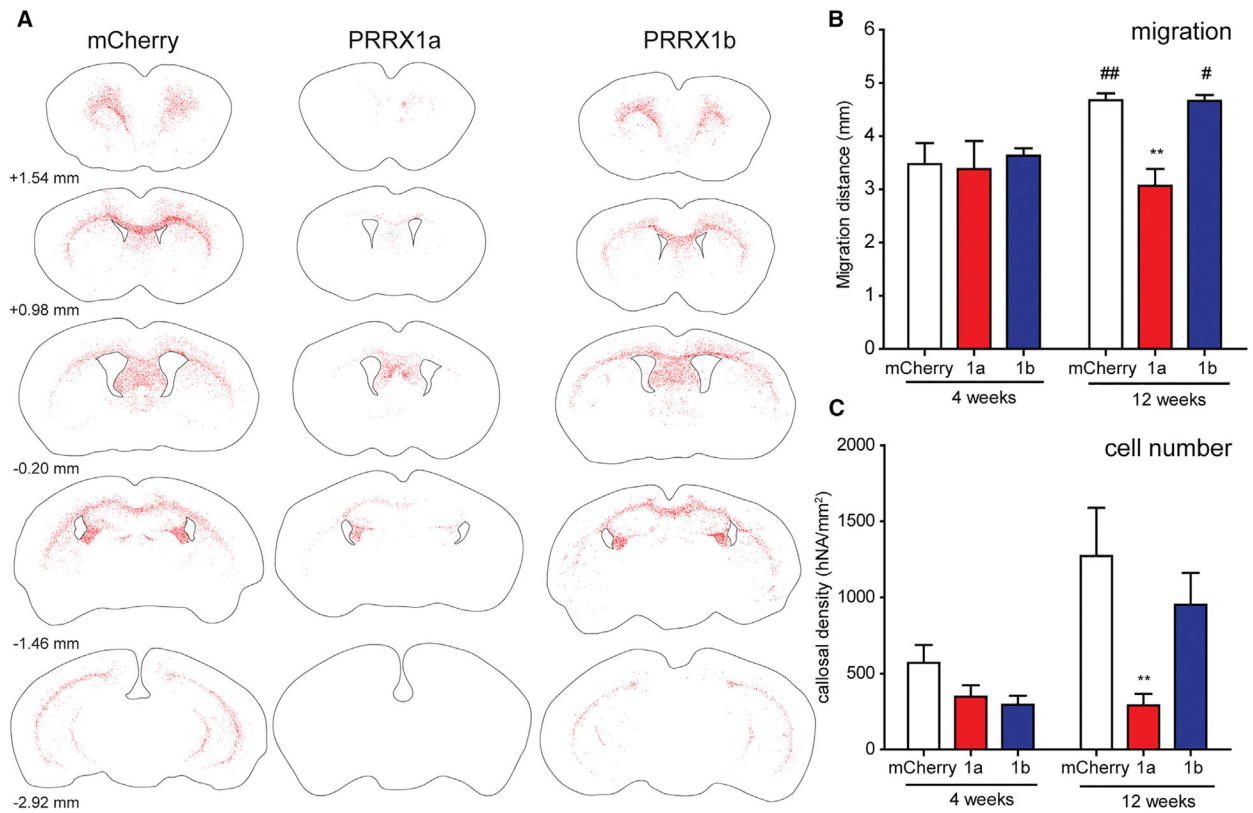 A
mCherry
PRRX1a
PRRX1b
+1.54 mm
+0.98 mm
-0.20 mm
-1.46 mm
-2.92 mm
B
migration
Migration distance (mm)
6
5
4
3
2
1
0
##
**
#
mCherry 1a 1b mCherry 1a 1b
4 weeks 12 weeks
C
cell number
callosal density (hNA/mm²)
2000
1500
1000
500
0
**
mCherry 1a 1b mCherry 1a 1b
4 weeks 12 weeks